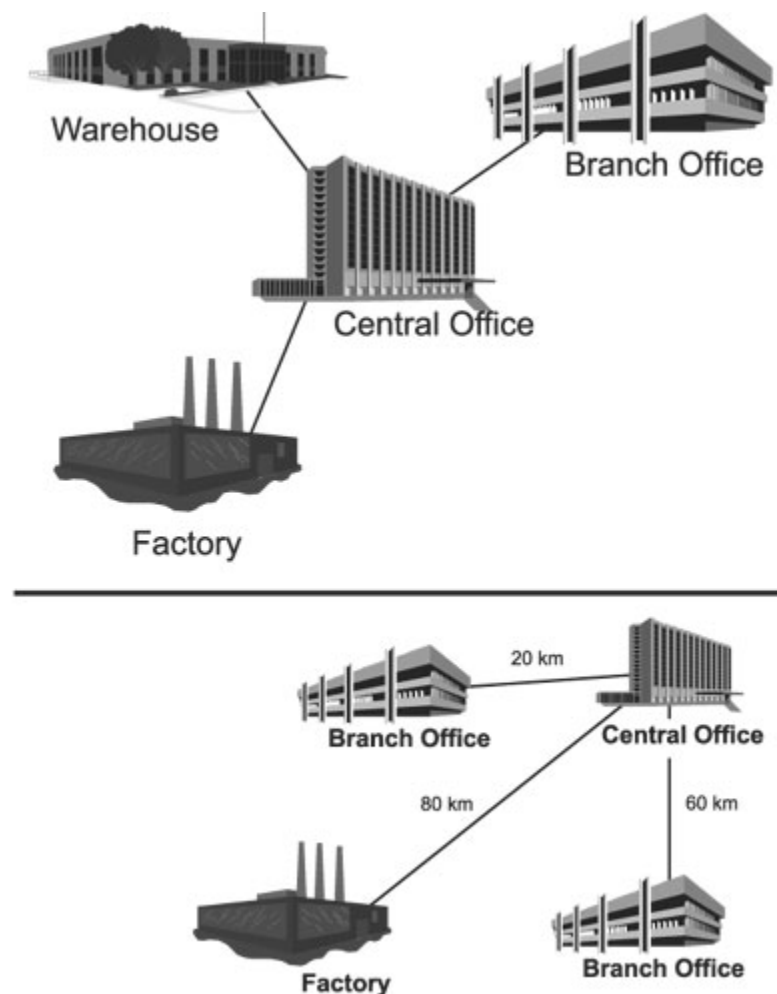 Warehouse
Branch Office
Central Office
Factory
20 km
Branch Office
Central Office
80 km
60 km
Factory
Branch Office